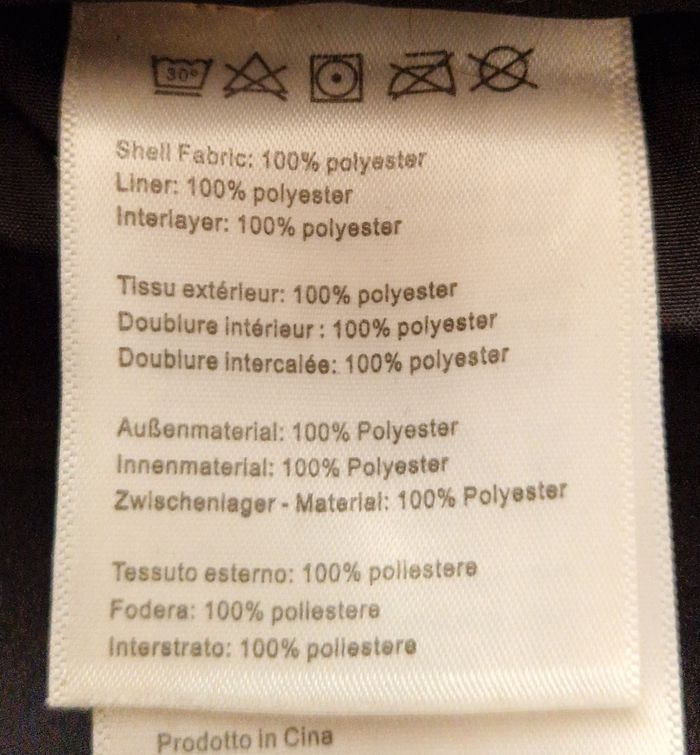 30°
Shell Fabric: 100% polyester
Liner: 100% polyester
Interlayer: 100% polyester
Tissu extérieur: 100% polyester
Doublure intérieur : 100% polyester
Doublure intercalée: 100% polyester
Außenmaterial: 100% Polyester
Innenmaterial: 100% Polyester
Zwischenlager - Material: 100% Polyester
Tessuto esterno: 100% poliestere
Fodera: 100% poliestere
Interstrato: 100% poliestere
Prodotto in Cina